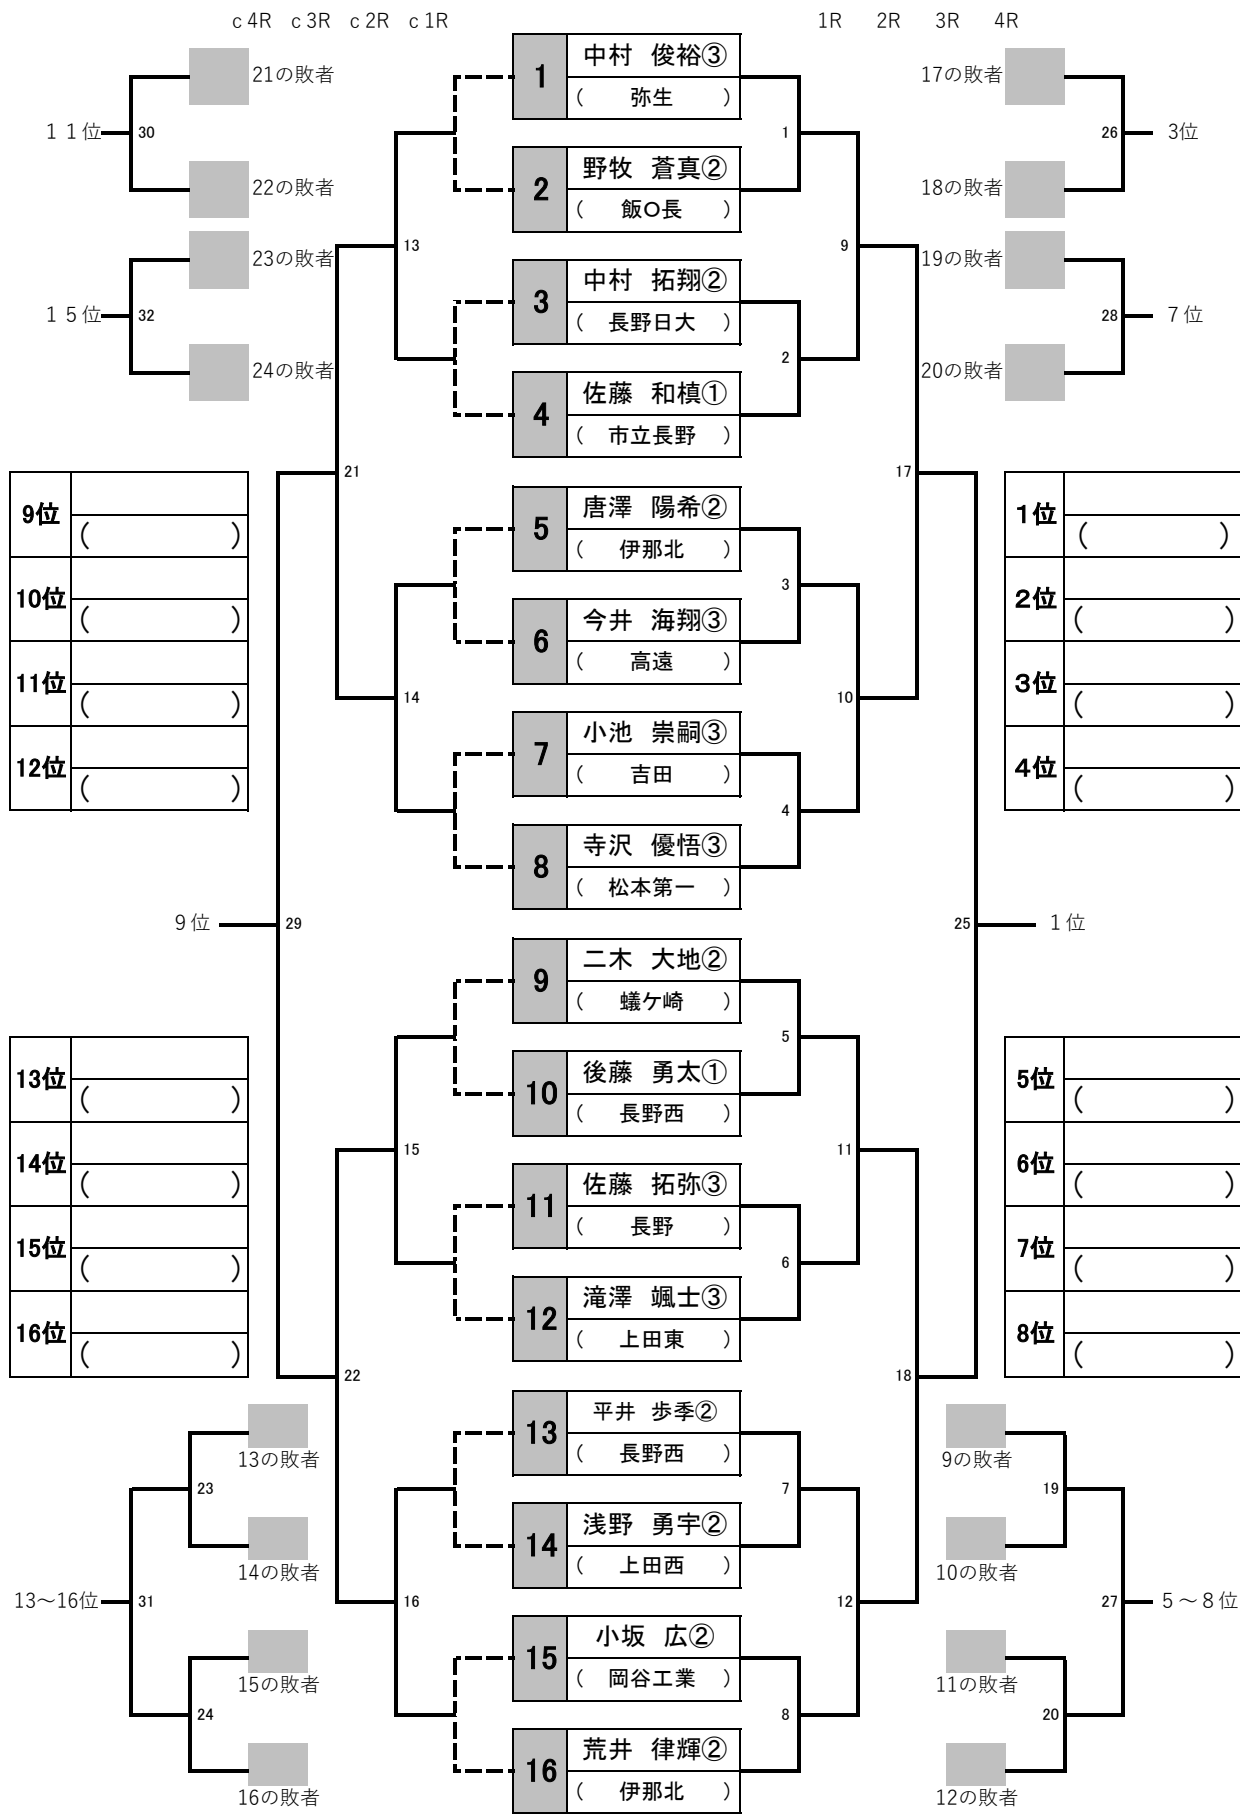 ｃ4R ｃ3R ｃ2R ｃ1R 1R 2R 3R 4R
21の敗者
１１位 30
22の敗者
23の敗者
１５位 32
24の敗者
17の敗者
26 3位
18の敗者
19の敗者
28 ７位
20の敗者
1 中村 俊裕③
( 弥生 )
1
2 野牧 蒼真②
( 飯O長 )
13 9
3 中村 拓翔②
( 長野日大 )
2
4 佐藤 和槙①
( 市立長野 )
21 17
5 唐澤 陽希②
( 伊那北 )
3
6 今井 海翔③
( 高遠 )
14 10
7 小池 崇嗣③
( 吉田 )
4
8 寺沢 優悟③
( 松本第一 )
9位
( )
10位
( )
11位
( )
12位
( )
1位
( )
2位
( )
3位
( )
4位
( )
９位 29 25 １位
9 二木 大地②
( 蟻ケ崎 )
5
10 後藤 勇太①
( 長野西 )
15 11
11 佐藤 拓弥③
( 長野 )
6
12 滝澤 颯士③
( 上田東 )
22 18
13 平井 歩季②
( 長野西 )
7
14 浅野 勇宇②
( 上田西 )
16 12
15 小坂 広②
( 岡谷工業 )
8
16 荒井 律輝②
( 伊那北 )
13位
( )
14位
( )
15位
( )
16位
( )
5位
( )
6位
( )
7位
( )
8位
( )
13の敗者
23
14の敗者
13～16位 31
15の敗者
24
16の敗者
9の敗者
19
10の敗者
27 ５～８位
11の敗者
20
12の敗者